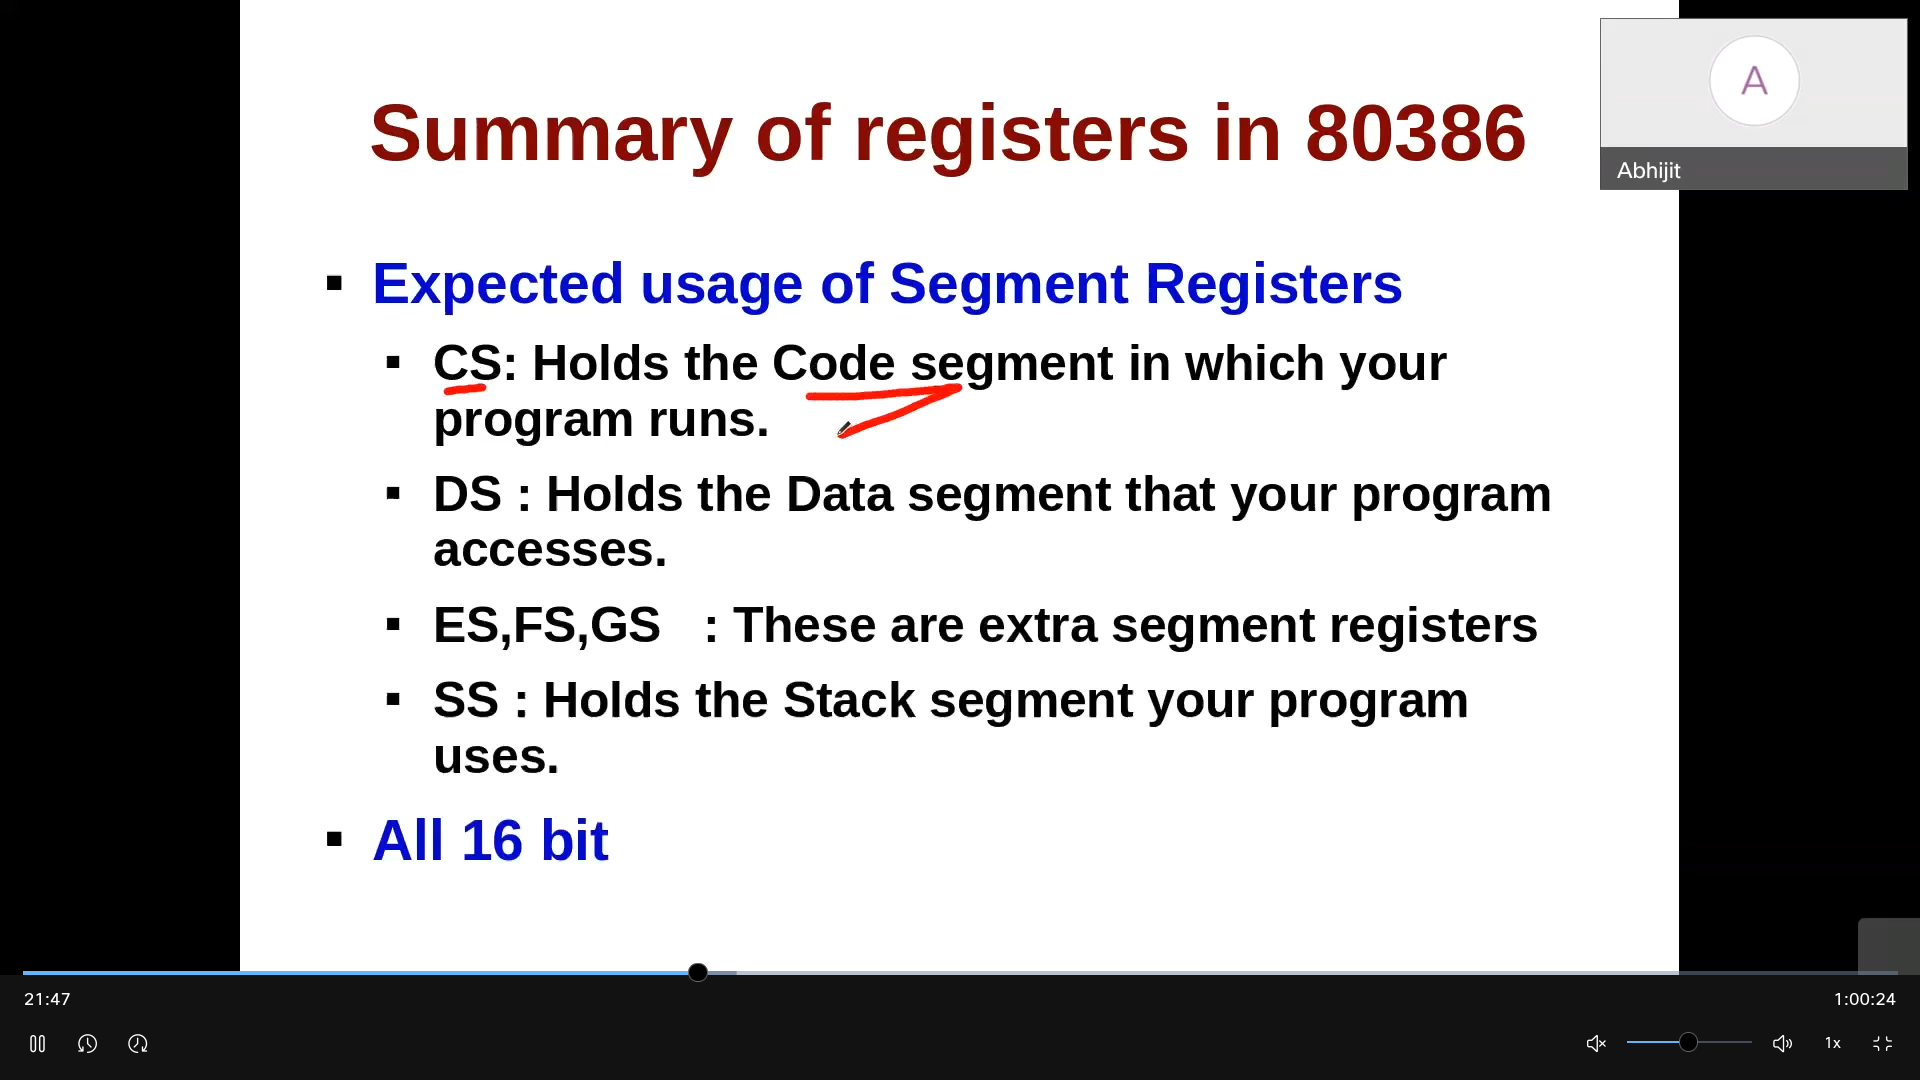 Summary of registers in 80386
A
Abhijit
▪ Expected usage of Segment Registers
▪ CS: Holds the Code segment in which your
program runs.
▪ DS : Holds the Data segment that your program
accesses.
▪ ES,FS,GS : These are extra segment registers
▪ SS : Holds the Stack segment your program
uses.
▪ All 16 bit
21:47
1:00:24
1x